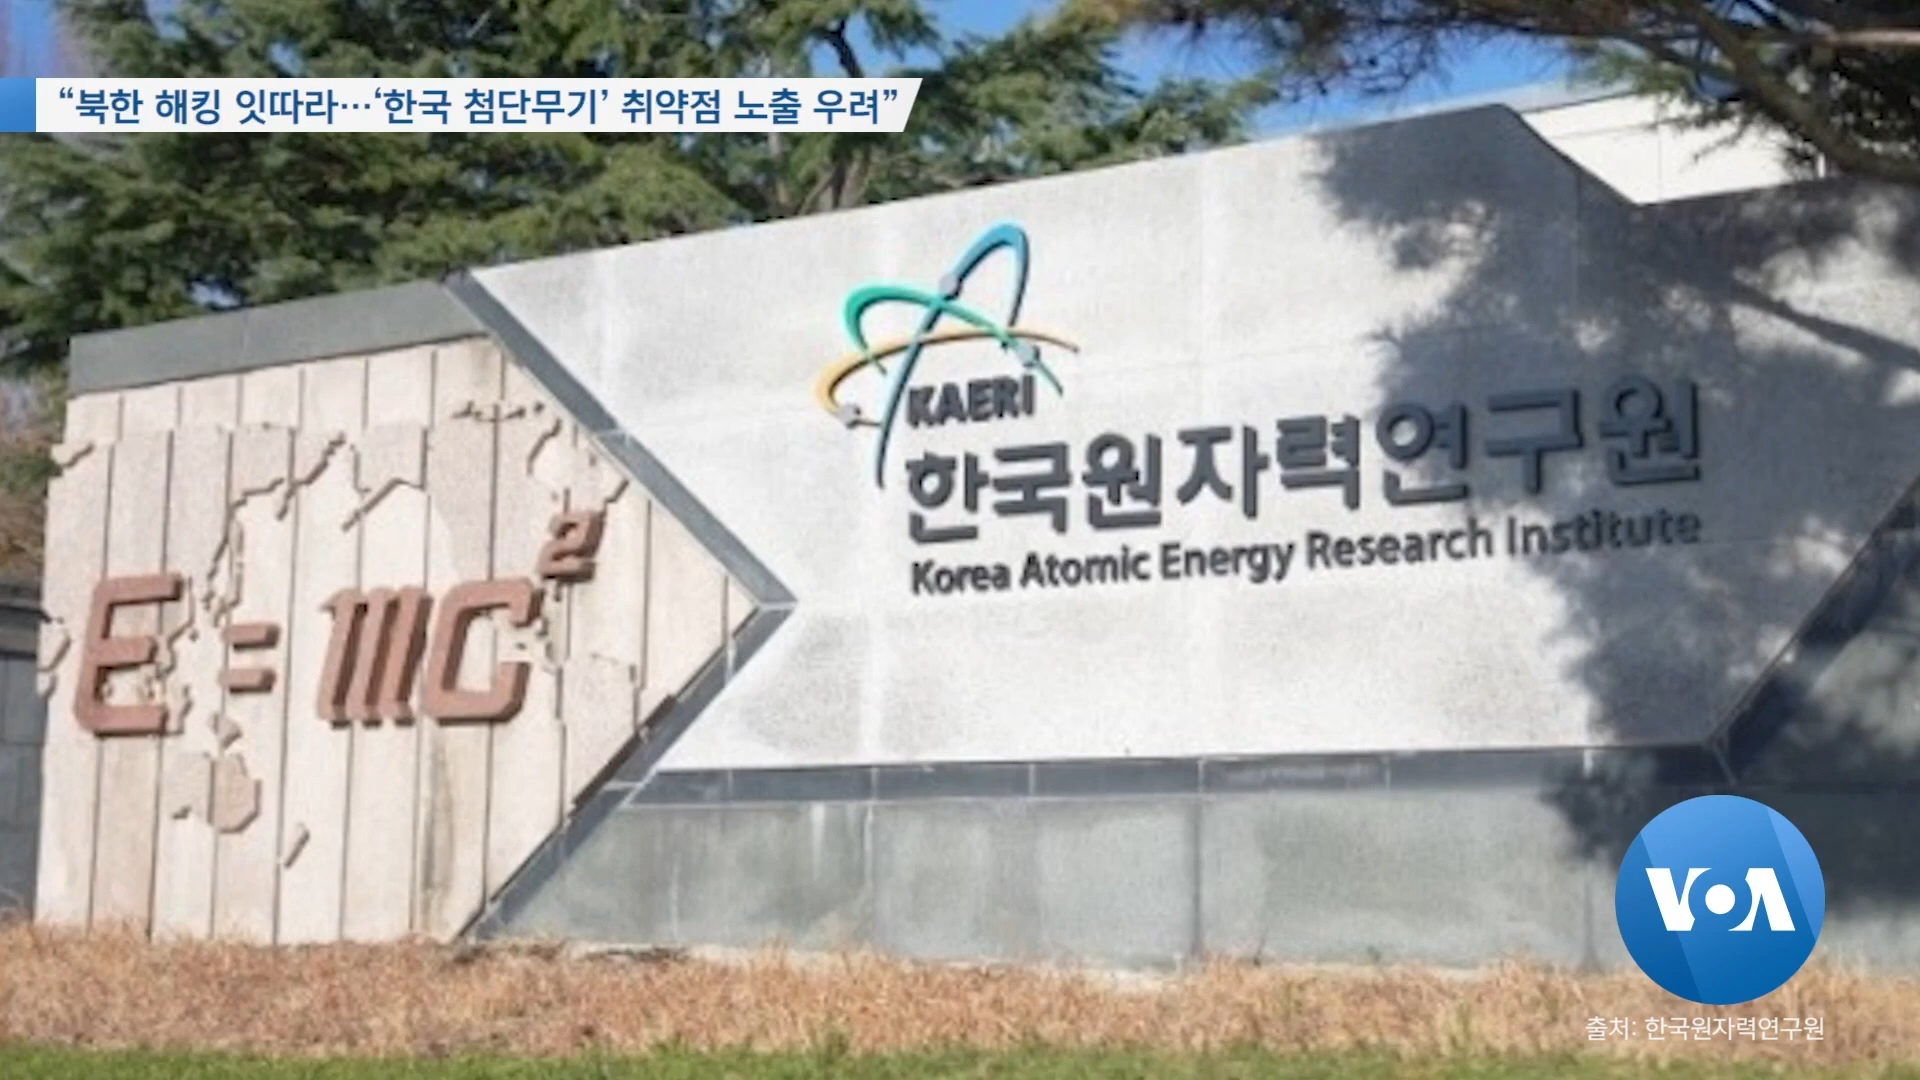 “북한 해킹 잇따라…‘한국 첨단무기’ 취약점 노출 우려”
KAERI
한국원자력연구원
Korea Atomic Energy Research Institute
E=mc²
VOA
출처: 한국원자력연구원